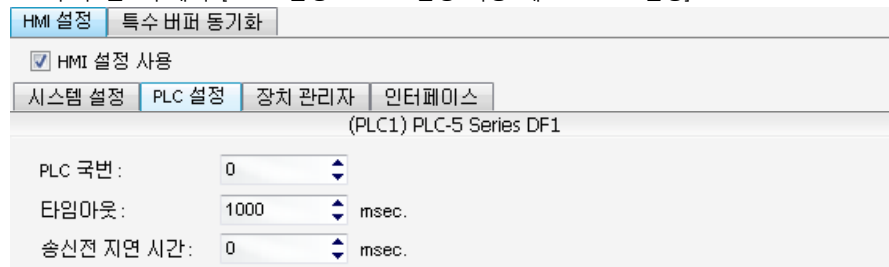 HMI 설정 특수 버퍼 동기화
HMI 설정 사용
시스템 설정 PLC 설정 장치 관리자 인터페이스
(PLC1) PLC-5 Series DF1
PLC 국번 : 0
타임아웃 : 1000 msec.
송신전 지연 시간 : 0 msec.